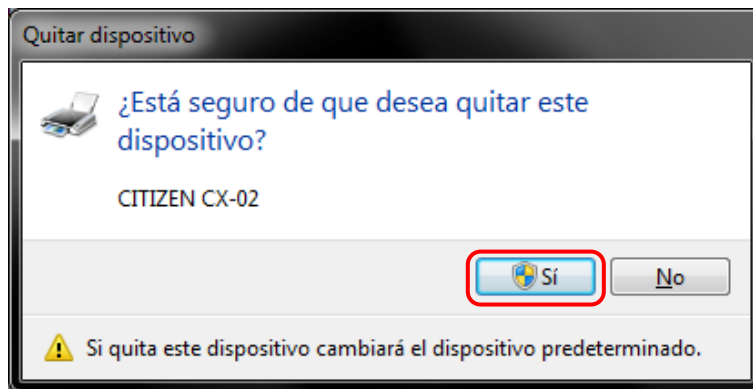 Quitar dispositivo
¿Está seguro de que desea quitar este
dispositivo?
CITIZEN CX-02
Sí
No
Si quita este dispositivo cambiará el dispositivo predeterminado.